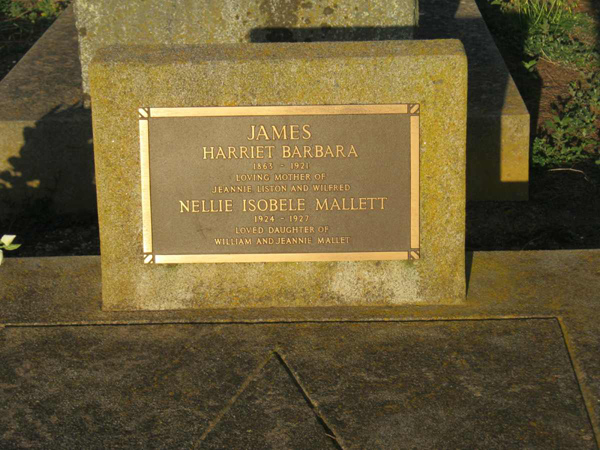 JAMES
HARRIET BARBARA
1863 - 1921
LOVING MOTHER OF
JEANNIE LISTON AND WILFRED
NELLIE ISOBELE MALLETT
1924 - 1927
LOVED DAUGHTER OF
WILLIAM AND JEANNIE MALLET